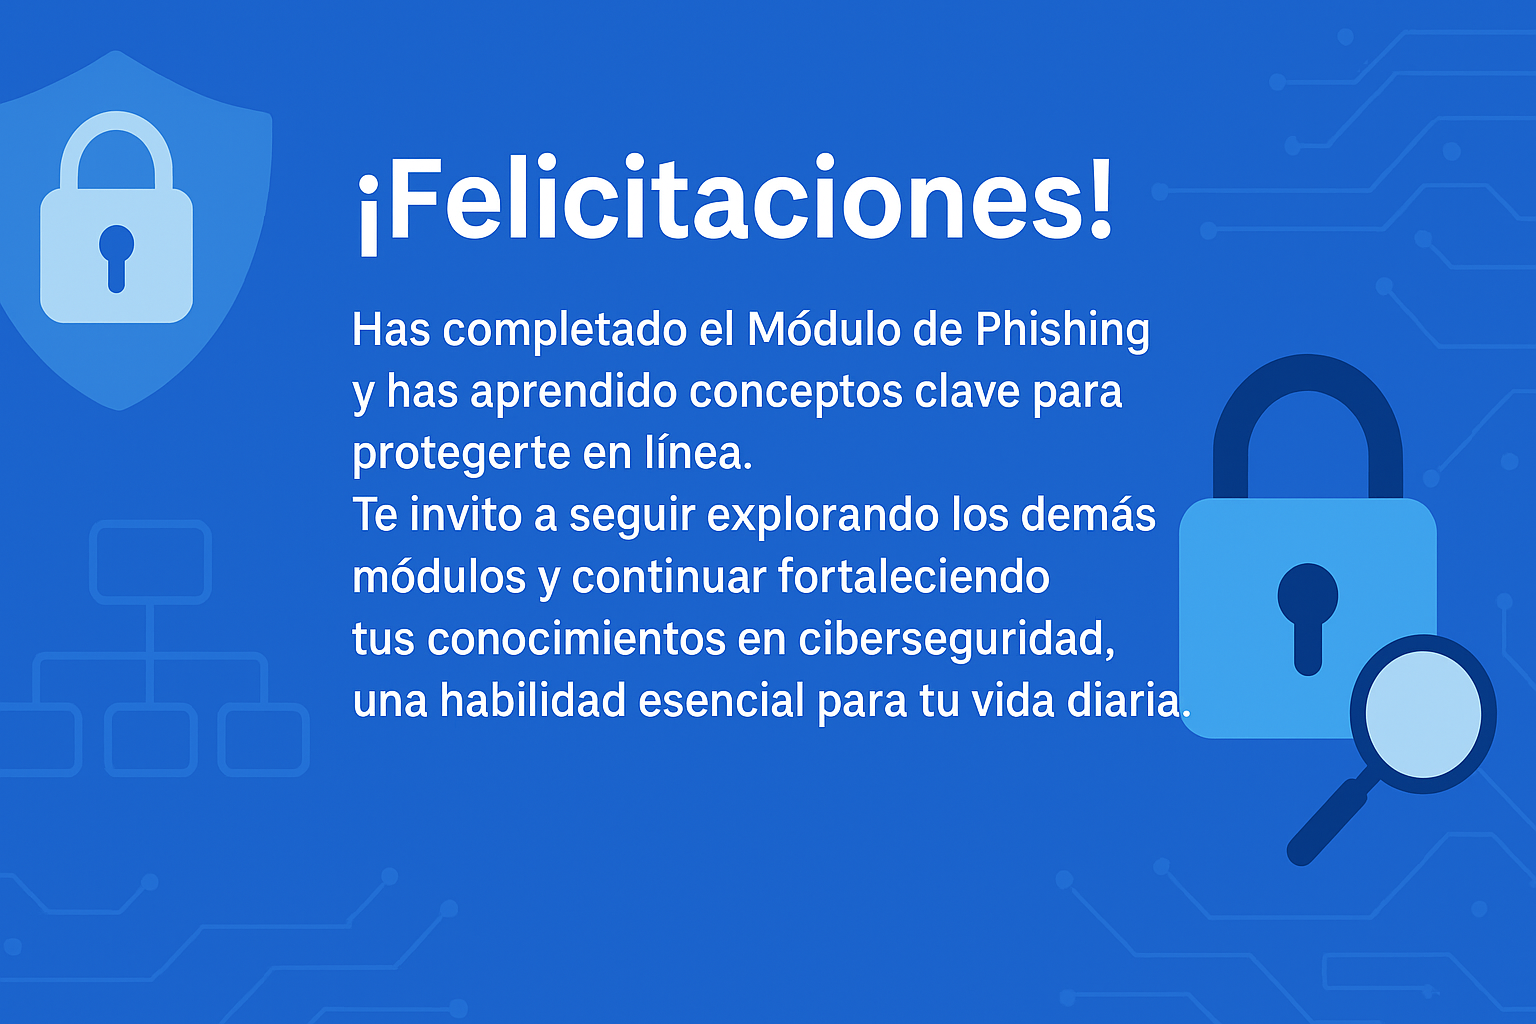 ¡Felicitaciones!
Has completado el Módulo de Phishing
y has aprendido conceptos clave para
protegerte en línea.
Te invito a seguir explorando los demás
módulos y continuar fortaleciendo
tus conocimientos en ciberseguridad,
una habilidad esencial para tu vida diaria.